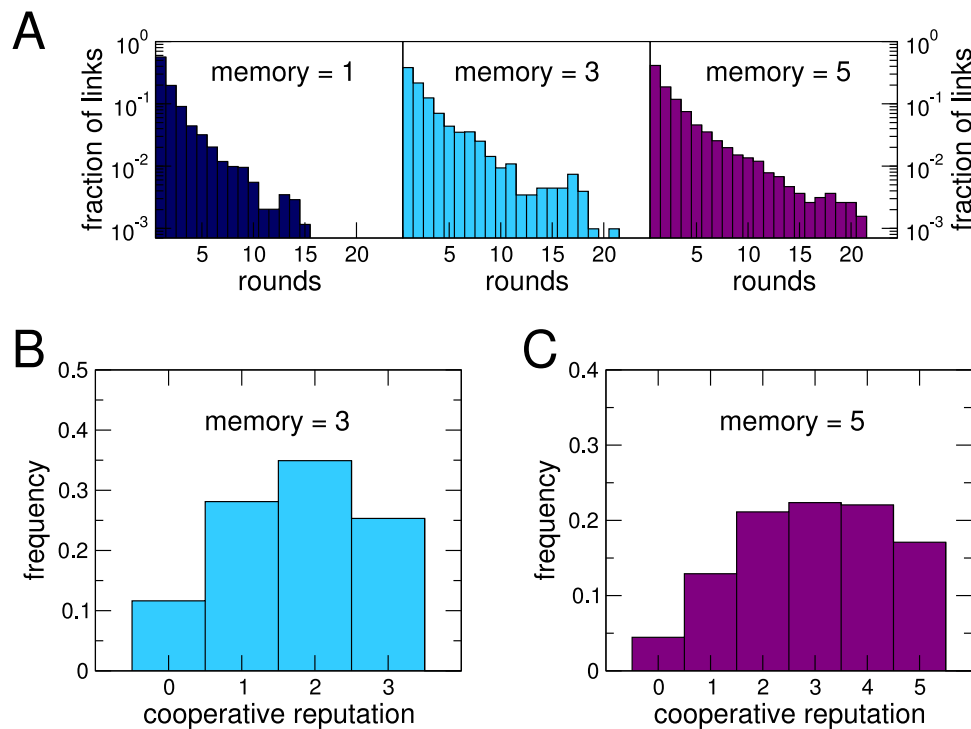 A
fraction of links
10^0
10^-1
10^-2
10^-3
memory = 1
memory = 3
memory = 5
10^0
10^-1
10^-2
10^-3
fraction of links
5 10 15 20
5 10 15 20
5 10 15 20
rounds
rounds
rounds
B
frequency
0.5
0.4
0.3
0.2
0.1
0
memory = 3
0 1 2 3
cooperative reputation
C
frequency
0.4
0.3
0.2
0.1
0
memory = 5
0 1 2 3 4 5
cooperative reputation